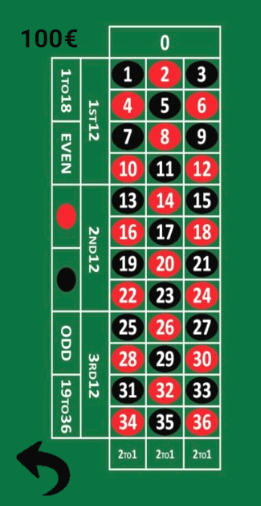 100€
0
1 2 3
4 5 6
7 8 9
10 11 12
13 14 15
16 17 18
19 20 21
22 23 24
25 26 27
28 29 30
31 32 33
34 35 36
2TO1 2TO1 2TO1
1ST12
2ND12
3RD12
1TO18
EVEN
ODD
19TO36